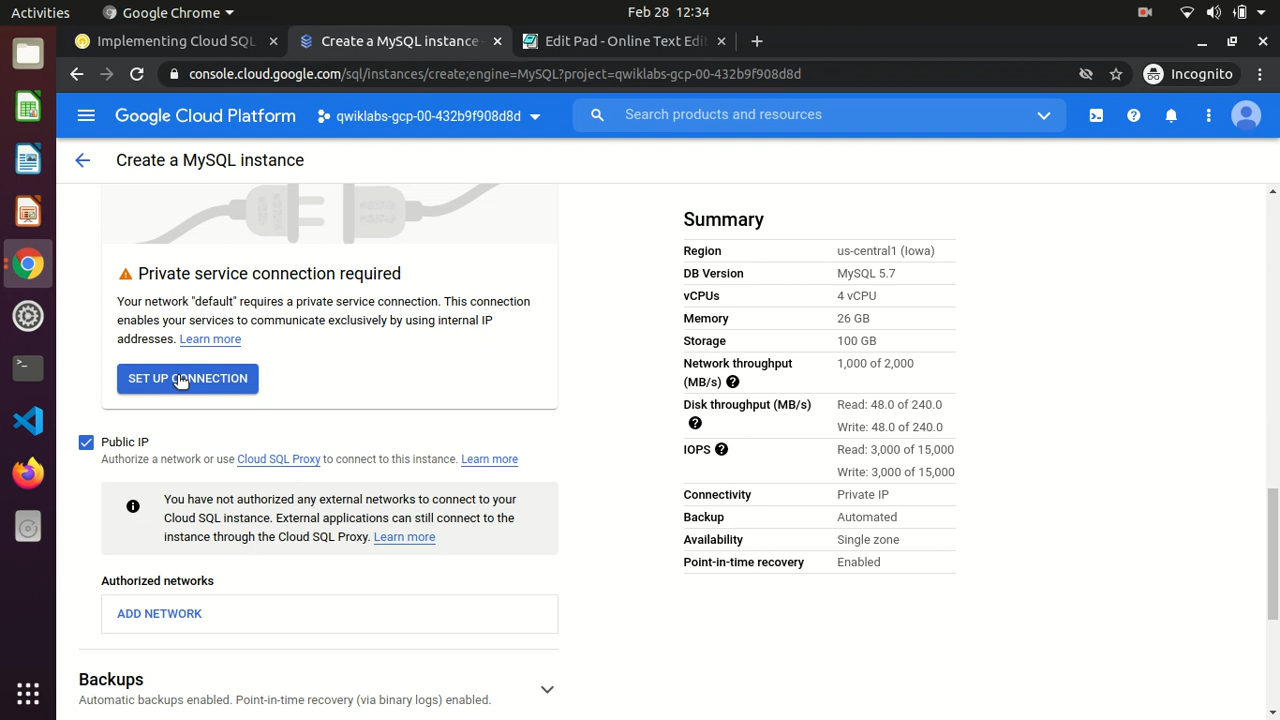 Activities
Google Chrome
Feb 28 12:34
Implementing Cloud SQL
Create a MySQL instance
Edit Pad - Online Text Edit
console.cloud.google.com/sql/instances/create;engine=MySQL?project=qwiklabs-gcp-00-432b9f908d8d
Incognito
Google Cloud Platform
qwiklabs-gcp-00-432b9f908d8d
Search products and resources
Create a MySQL instance
Private service connection required
Your network "default" requires a private service connection. This connection
enables your services to communicate exclusively by using internal IP
addresses. Learn more
SET UP CONNECTION
Public IP
Authorize a network or use Cloud SQL Proxy to connect to this instance. Learn more
You have not authorized any external networks to connect to your
Cloud SQL instance. External applications can still connect to the
instance through the Cloud SQL Proxy. Learn more
Authorized networks
ADD NETWORK
Backups
Automatic backups enabled. Point-in-time recovery (via binary logs) enabled.
Summary
Region us-central1 (Iowa)
DB Version MySQL 5.7
vCPUs 4 vCPU
Memory 26 GB
Storage 100 GB
Network throughput 1,000 of 2,000
(MB/s)
Disk throughput (MB/s) Read: 48.0 of 240.0
Write: 48.0 of 240.0
IOPS Read: 3,000 of 15,000
Write: 3,000 of 15,000
Connectivity Private IP
Backup Automated
Availability Single zone
Point-in-time recovery Enabled